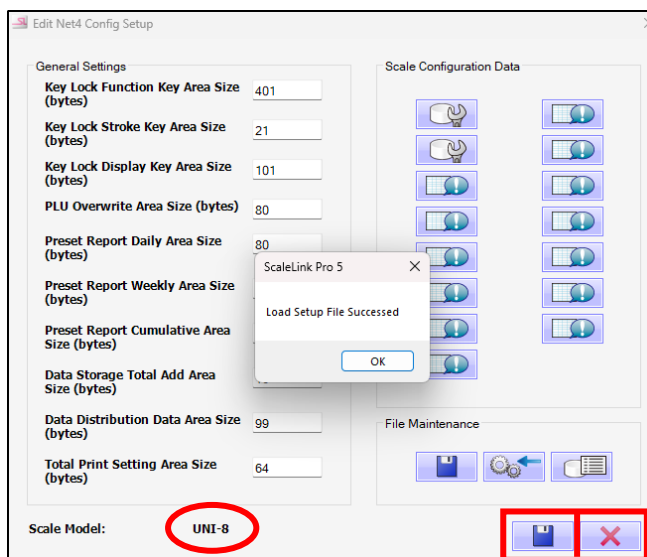 Edit Net4 Config Setup
General Settings
Key Lock Function Key Area Size
(bytes)
401
Key Lock Stroke Key Area Size
(bytes)
21
Key Lock Display Key Area Size
(bytes)
101
PLU Overwrite Area Size (bytes)
80
Preset Report Daily Area Size
(bytes)
80
Preset Report Weekly Area Size
(bytes)
Preset Report Cumulative Area
Size (bytes)
Data Storage Total Add Area
Size (bytes)
Data Distribution Data Area Size
(bytes)
99
Total Print Setting Area Size
(bytes)
64
Scale Model:
UNI-8
Scale Configuration Data
File Maintenance
ScaleLink Pro 5
Load Setup File Successed
OK